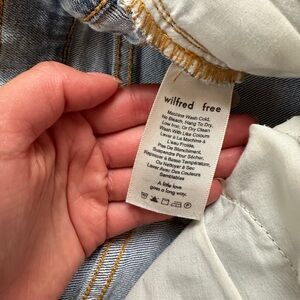 wilfred free
Machine Wash Cold,
No Bleach, Hang To Dry,
Low Iron, Or Dry Clean
Wash With Like Colours
Laver À La Machine À
L'eau Froide,
Pas De Blanchiment,
Suspendre Pour Sécher,
Repasser À Basse Température,
Ou Nettoyer À Sec
Laver Avec Des Couleurs
Semblables
A little love
goes a long way.